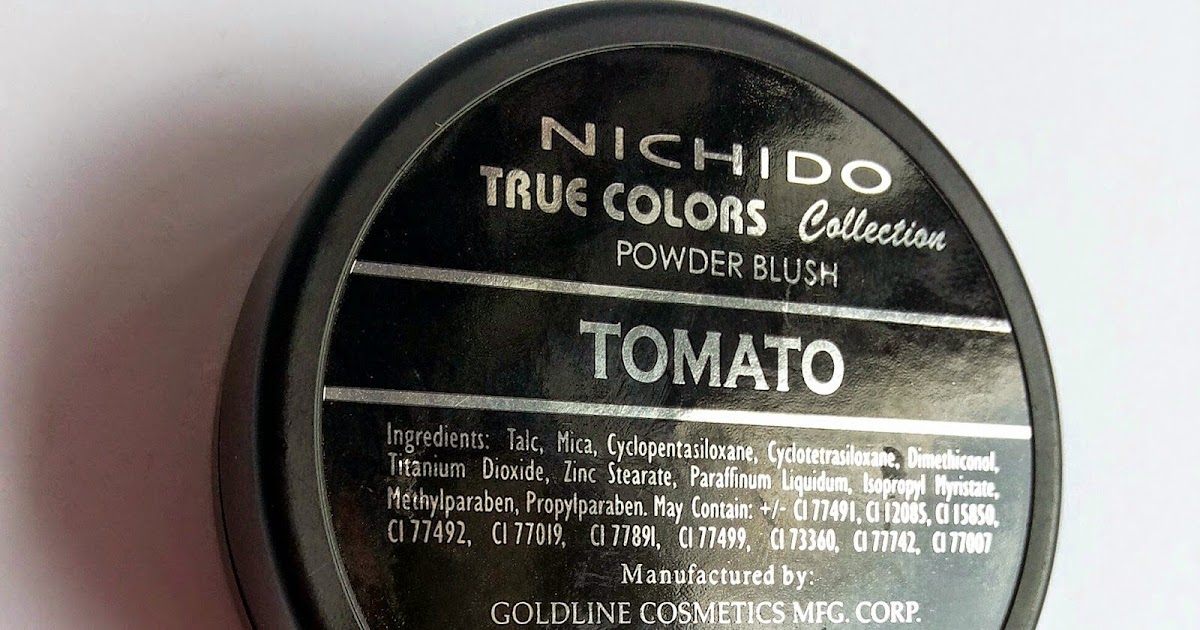 NICHIDO
TRUE COLORS Collection
POWDER BLUSH
TOMATO
Ingredients: Talc, Mica, Cyclopentasiloxane, Cyclotetrasiloxane, Dimethiconol,
Titanium Dioxide, Zinc Stearate, Paraffinum Liquidum, Isopropyl Myristate,
Methylparaben, Propylparaben. May Contain: +/- CI 77491, CI 12085, CI 15850,
CI 77492, CI 77019, CI 77891, CI 77499, CI 73360, CI 77742, CI 77007
Manufactured by:
GOLDLINE COSMETICS MFG. CORP.